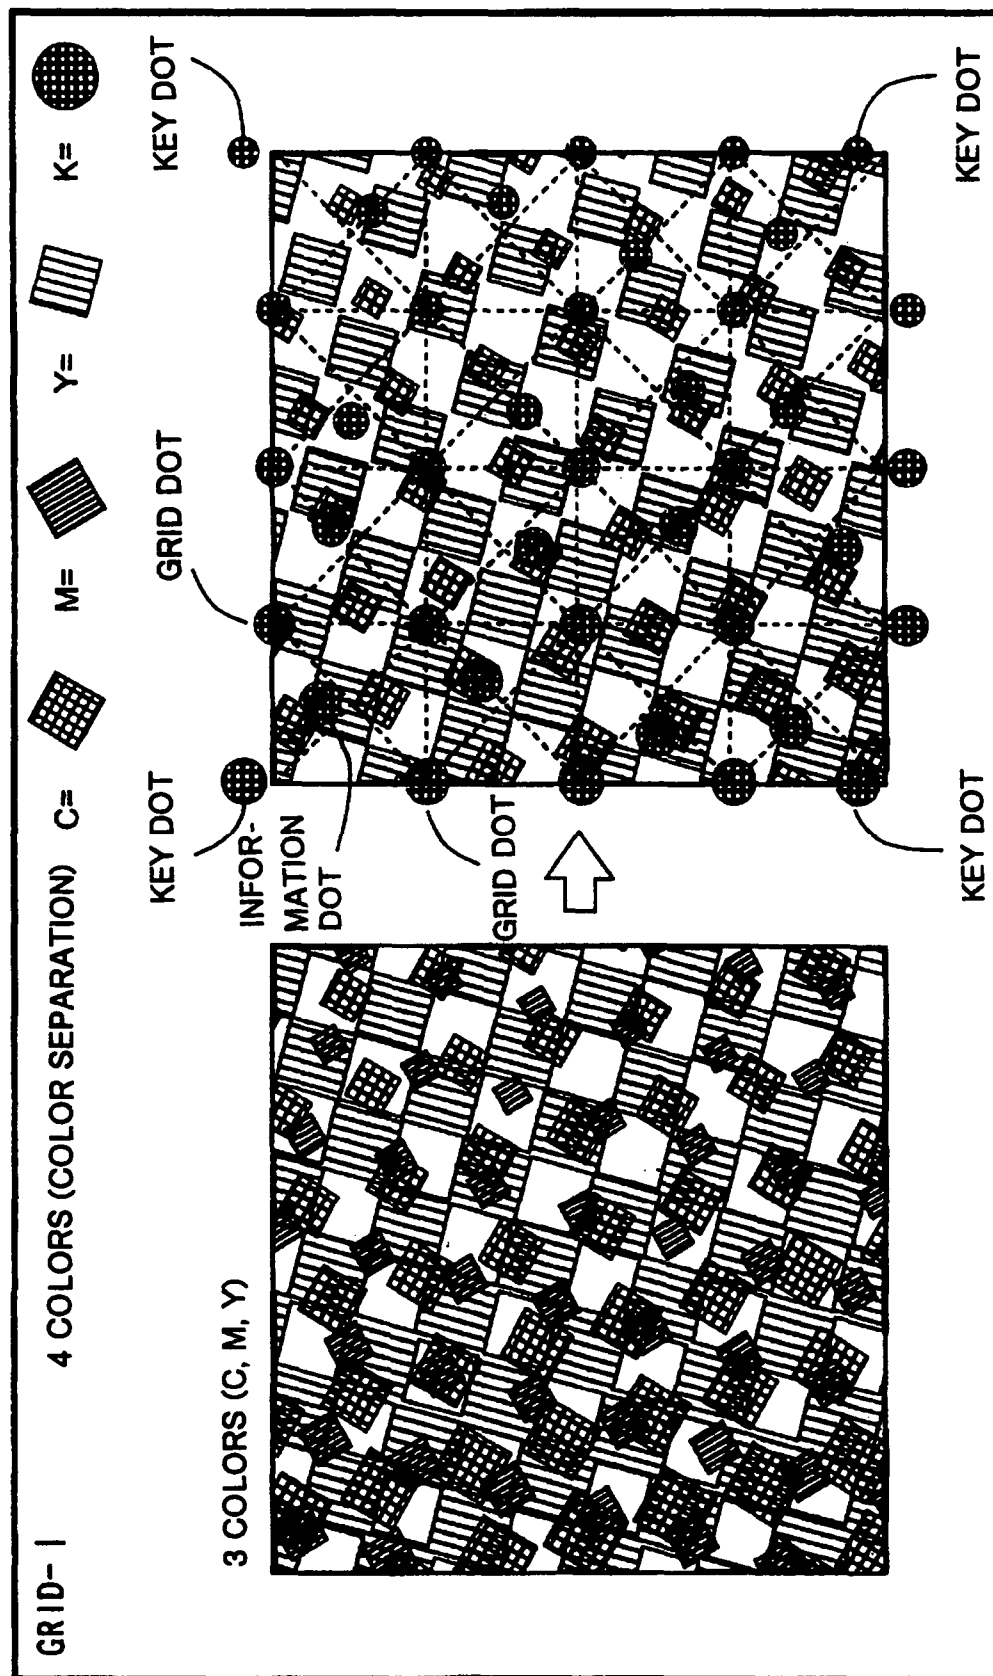 GRID-1
4 COLORS (COLOR SEPARATION) C= M= Y= K=
3 COLORS (C, M, Y)
KEY DOT
GRID DOT
KEY DOT
INFOR-
MATION
DOT
GRID DOT
KEY DOT
KEY DOT